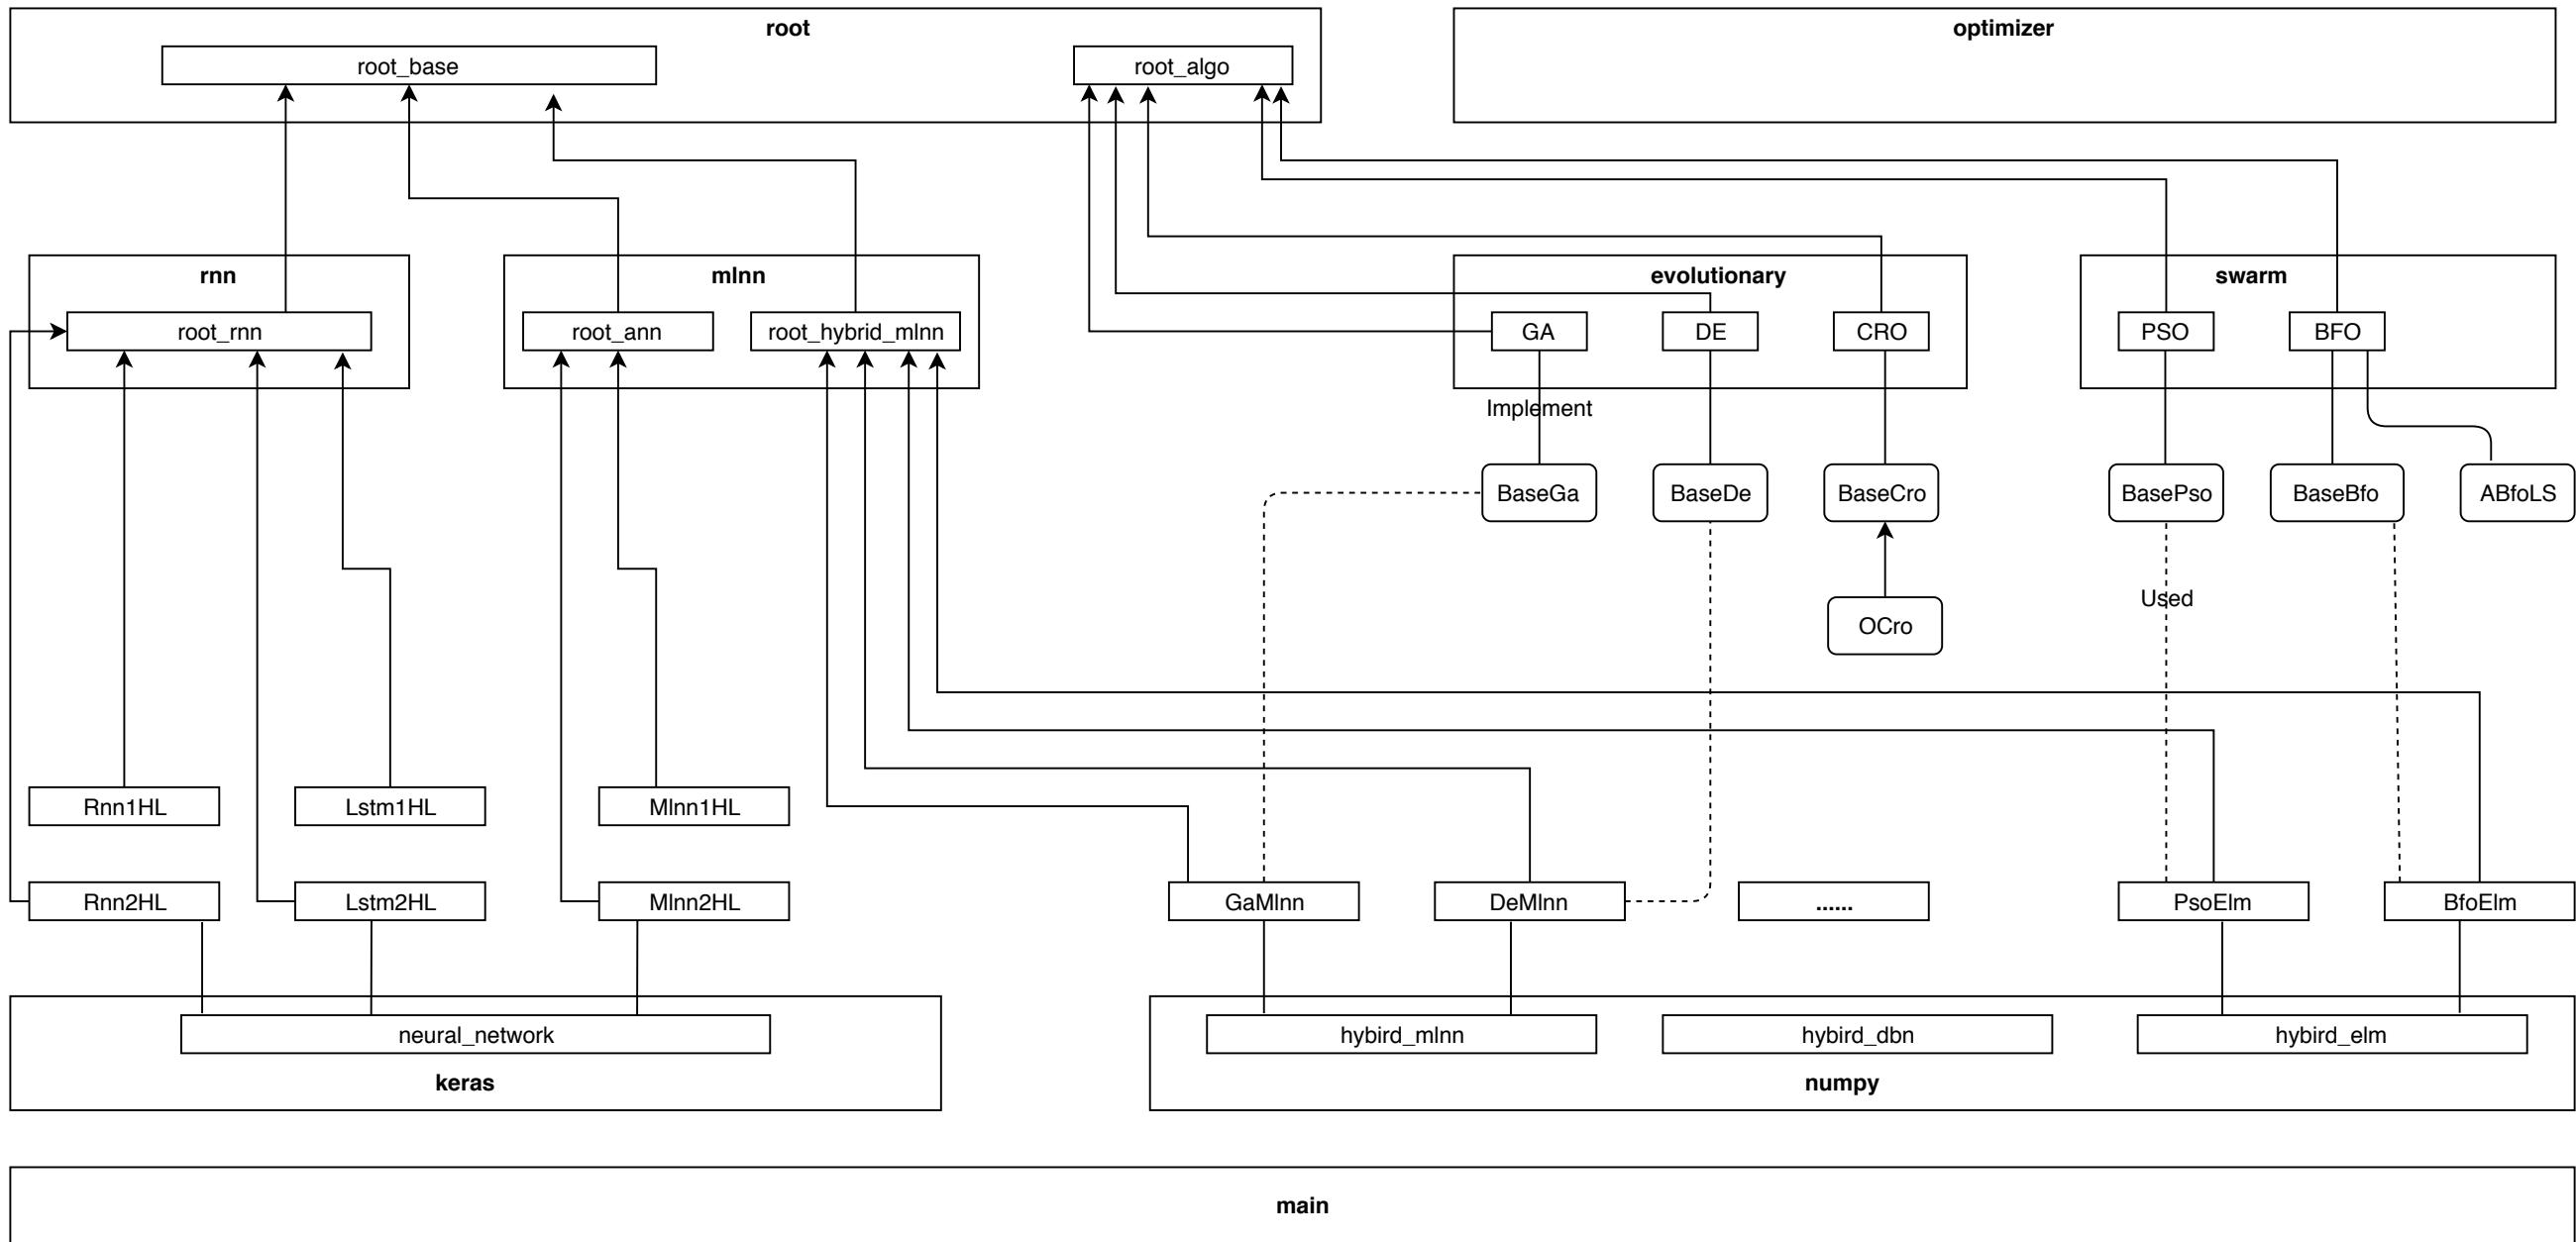 root
optimizer
root_base
root_algo
rnn
mlnn
evolutionary
swarm
root_rnn
root_ann
root_hybrid_mlnn
GA
DE
CRO
PSO
BFO
Implement
BaseGa
BaseDe
BaseCro
BasePso
BaseBfo
ABfoLS
Used
OCro
Rnn1HL
Lstm1HL
Mlnn1HL
Rnn2HL
Lstm2HL
Mlnn2HL
GaMlnn
DeMlnn
......
PsoElm
BfoElm
neural_network
hybird_mlnn
hybird_dbn
hybird_elm
keras
numpy
main